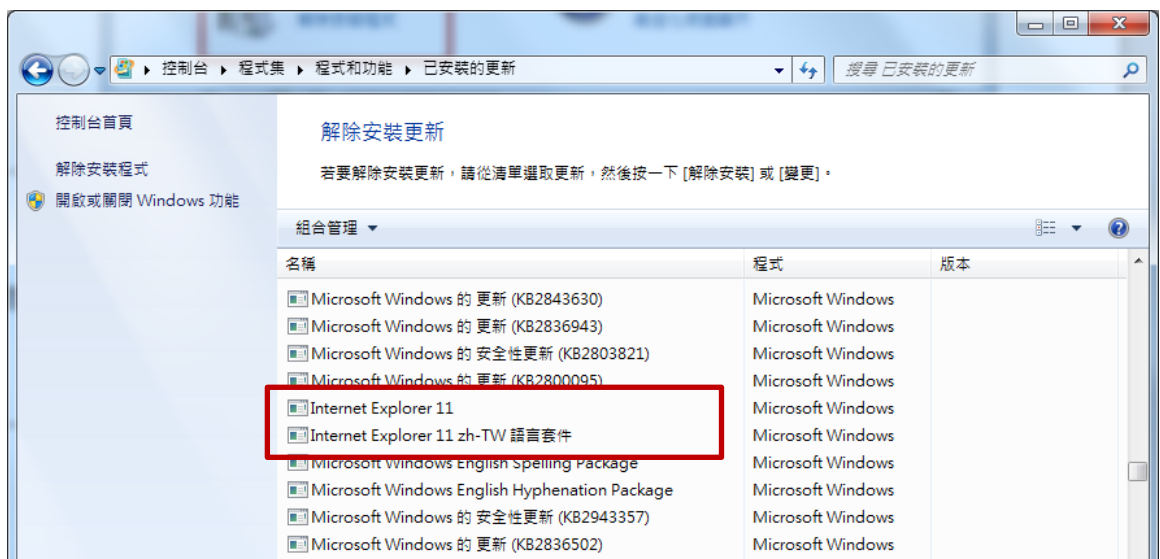 控制台 ▸ 程式集 ▸ 程式和功能 ▸ 已安裝的更新
搜尋 已安裝的更新
控制台首頁
解除安裝程式
開啟或關閉 Windows 功能
解除安裝更新
若要解除安裝更新，請從清單選取更新，然後按一下 [解除安裝] 或 [變更]。
組合管理
名稱 程式 版本
Microsoft Windows 的 更新 (KB2843630) Microsoft Windows
Microsoft Windows 的 更新 (KB2836943) Microsoft Windows
Microsoft Windows 的 安全性更新 (KB2803821) Microsoft Windows
Microsoft Windows 的 更新 (KB2800095) Microsoft Windows
Internet Explorer 11 Microsoft Windows
Internet Explorer 11 zh-TW 語言套件 Microsoft Windows
Microsoft Windows English Spelling Package Microsoft Windows
Microsoft Windows English Hyphenation Package Microsoft Windows
Microsoft Windows 的 安全性更新 (KB2943357) Microsoft Windows
Microsoft Windows 的 更新 (KB2836502) Microsoft Windows